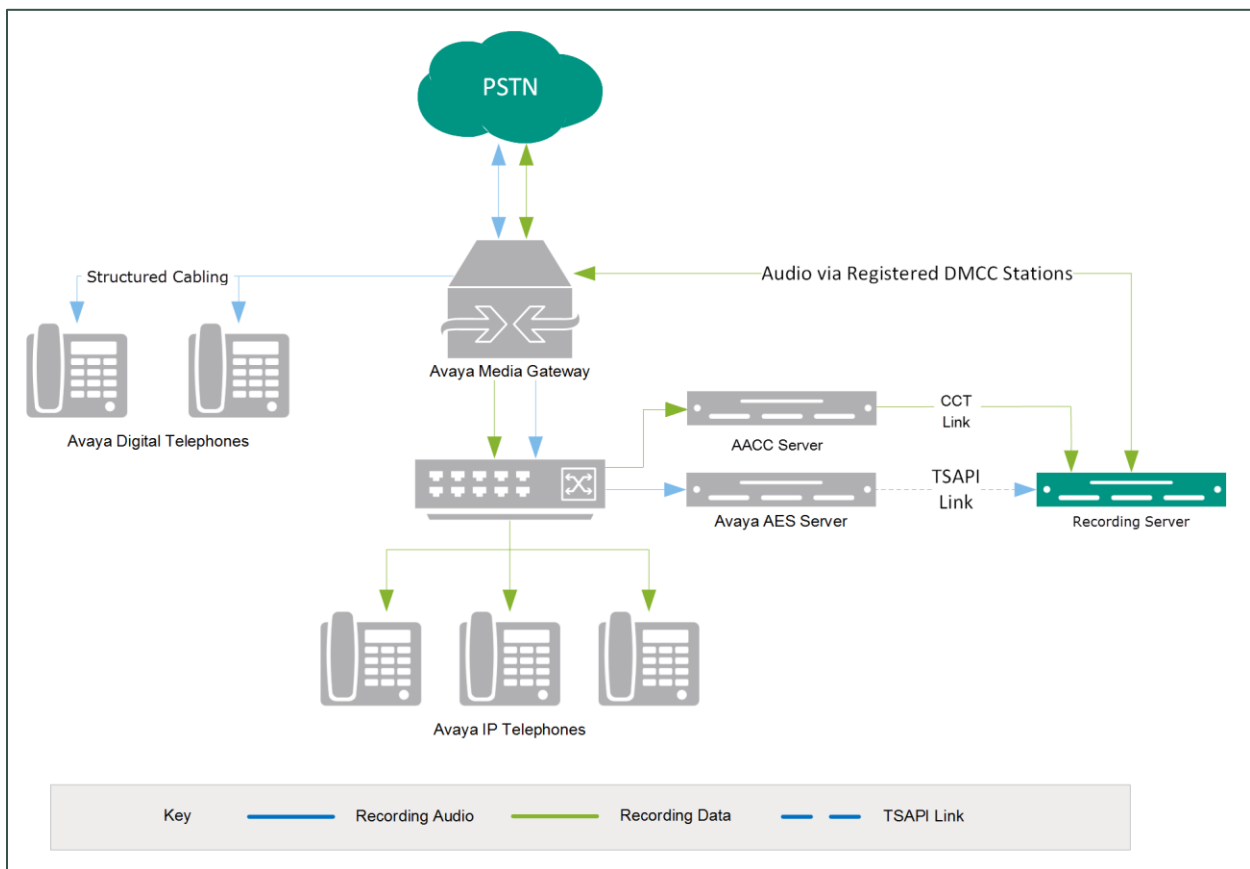 PSTN
Structured Cabling
Audio via Registered DMCC Stations
Avaya Media Gateway
Avaya Digital Telephones
CCT
Link
AACC Server
TSAPI
Link
Avaya AES Server
Recording Server
Avaya IP Telephones
Key
Recording Audio
Recording Data
TSAPI Link